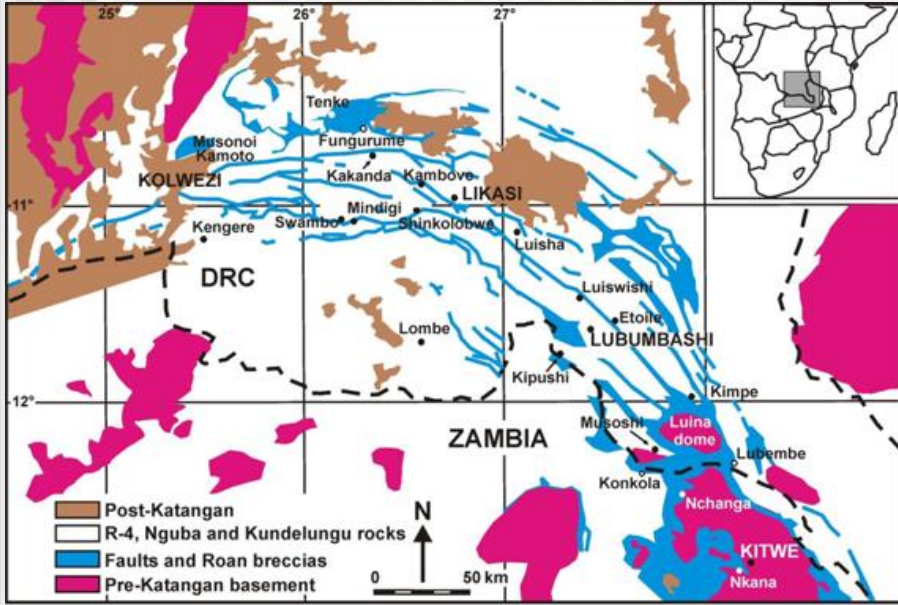 25°
26
27
Tenke
Musonoi
Kamoto
Fungurume
KOLWEZI
Kakanda
Kambove
LIKASI
11°
Mindigi
Swambo
Shinkolobwe
Kengere
Luisha
DRC
Luiswishi
Etoile
Lombe
LUBUMBASHI
Kipushi
12°
Kimpe
ZAMBIA
Musoshi
Luina
dome
Lubembe
Konkola
Nchanga
Post-Katangan
N
R-4, Nguba and Kundelungu rocks
Faults and Roan breccias
KITWE
0 50 km
Pre-Katangan basement
Nkana